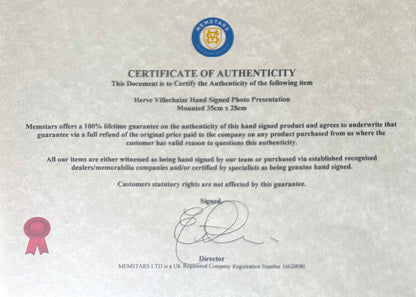 MEMSTARS
CERTIFICATE OF AUTHENTICITY
This Document is to Certify the Authenticity of the following item
Herve Villechaize Hand Signed Photo Presentation
Mounted 35cm x 28cm
Memstars offers a 100% lifetime guarantee on the authenticity of this hand signed product and agrees to underwrite that
guarantee via a full refund of the original price paid to the company on any product purchased from us where the
customer has valid reason to questions this authenticity.
All our items are either witnessed as being hand signed by our team or purchased via established recognised
dealers/memorabilia companies and/or certified by specialists as being genuine hand signed.
Customers statutory rights are not affected by this guarantee.
Signed
Director
MEMSTARS LTD is a UK Registered Company Registration Number 16620080